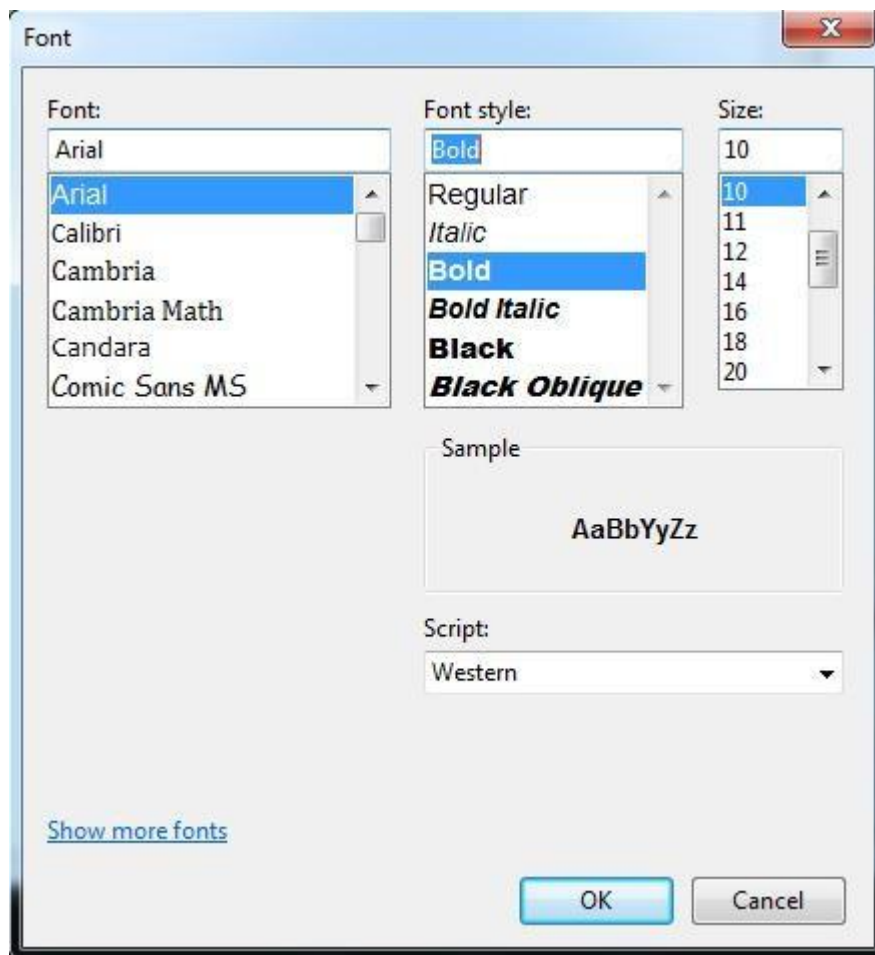 Font
Font:
Arial
Arial
Calibri
Cambria
Cambria Math
Candara
Comic Sans MS
Font style:
Bold
Regular
Italic
Bold
Bold Italic
Black
Black Oblique
Size:
10
10
11
12
14
16
18
20
Sample
AaBbYyZz
Script:
Western
Show more fonts
OK
Cancel